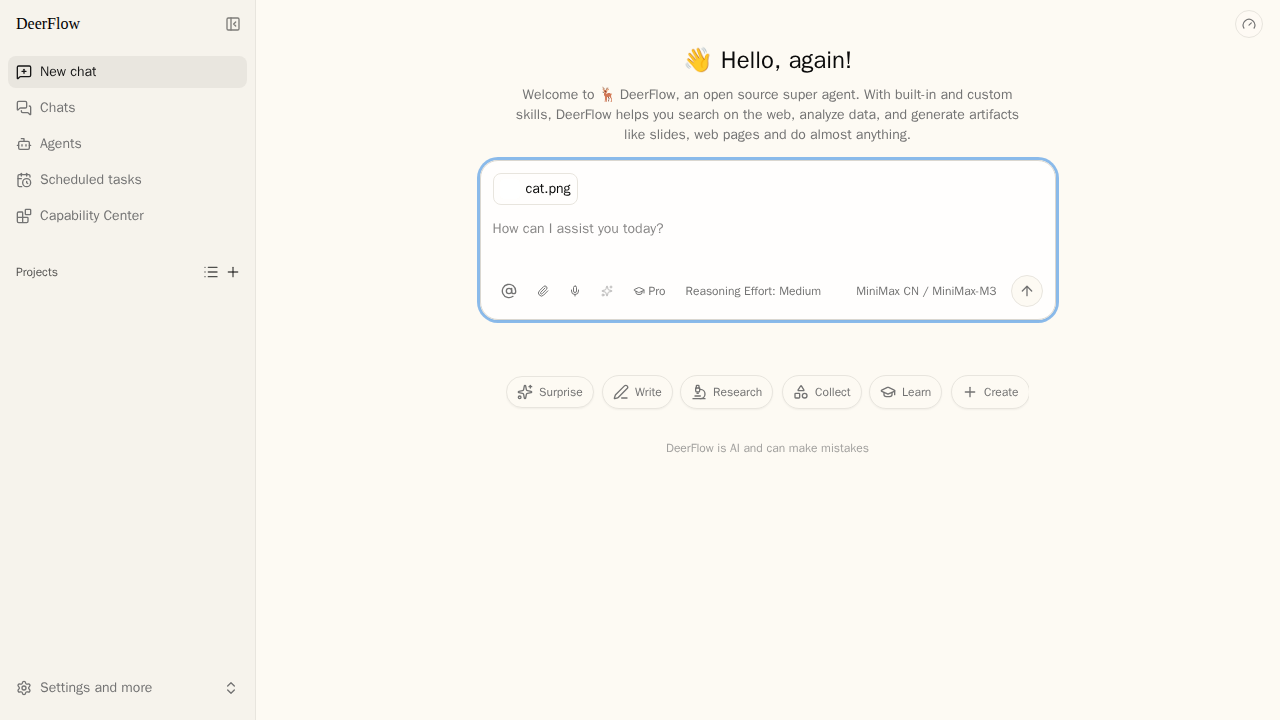 DeerFlow
New chat
Chats
Agents
Scheduled tasks
Capability Center
Projects
Settings and more
👋 Hello, again!
Welcome to 🦌 DeerFlow, an open source super agent. With built-in and custom
skills, DeerFlow helps you search on the web, analyze data, and generate artifacts
like slides, web pages and do almost anything.
cat.png
How can I assist you today?
Pro
Reasoning Effort: Medium
MiniMax CN / MiniMax-M3
Surprise
Write
Research
Collect
Learn
Create
DeerFlow is AI and can make mistakes